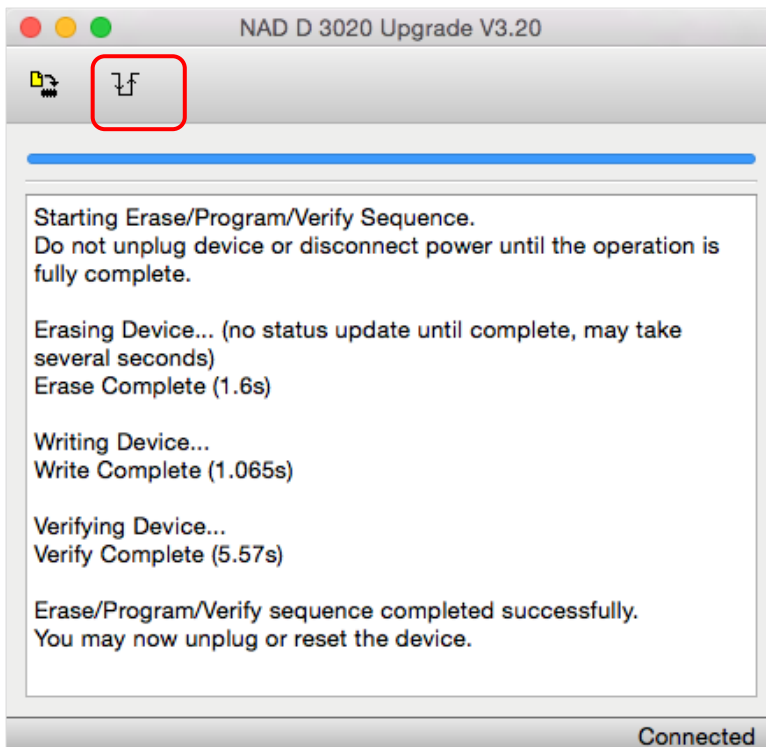 NAD D 3020 Upgrade V3.20
Starting Erase/Program/Verify Sequence.
Do not unplug device or disconnect power until the operation is
fully complete.
Erasing Device... (no status update until complete, may take
several seconds)
Erase Complete (1.6s)
Writing Device...
Write Complete (1.065s)
Verifying Device...
Verify Complete (5.57s)
Erase/Program/Verify sequence completed successfully.
You may now unplug or reset the device.
Connected